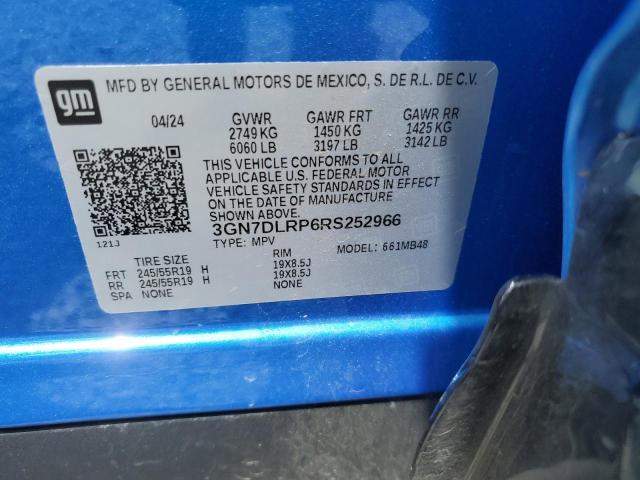 gm
MFD BY GENERAL MOTORS DE MEXICO, S. DE R.L. DE C.V.
04/24 GVWR GAWR FRT GAWR RR
2749 KG 1450 KG 1425 KG
6060 LB 3197 LB 3142 LB
THIS VEHICLE CONFORMS TO ALL
APPLICABLE U.S. FEDERAL MOTOR
VEHICLE SAFETY STANDARDS IN EFFECT
ON THE DATE OF MANUFACTURE
SHOWN ABOVE.
3GN7DLRP6RS252966
121J TYPE: MPV MODEL: 661MB48
TIRE SIZE RIM
FRT 245/55R19 H 19X8.5J
RR 245/55R19 H 19X8.5J
SPA NONE NONE